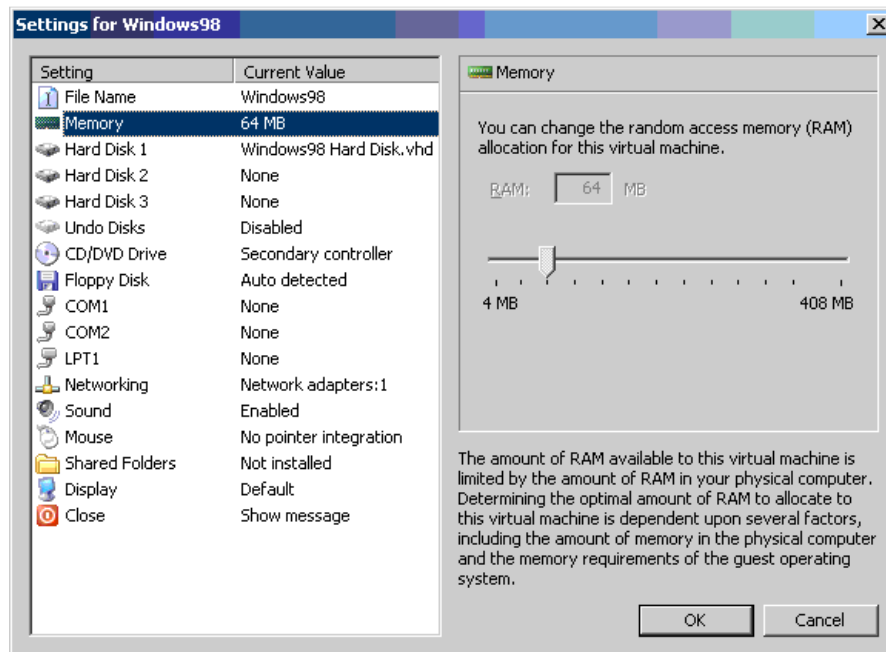 Settings for Windows98
Setting Current Value
File Name Windows98
Memory 64 MB
Hard Disk 1 Windows98 Hard Disk.vhd
Hard Disk 2 None
Hard Disk 3 None
Undo Disks Disabled
CD/DVD Drive Secondary controller
Floppy Disk Auto detected
COM1 None
COM2 None
LPT1 None
Networking Network adapters:1
Sound Enabled
Mouse No pointer integration
Shared Folders Not installed
Display Default
Close Show message
Memory
You can change the random access memory (RAM)
allocation for this virtual machine.
RAM: 64 MB
4 MB 408 MB
The amount of RAM available to this virtual machine is
limited by the amount of RAM in your physical computer.
Determining the optimal amount of RAM to allocate to
this virtual machine is dependent upon several factors,
including the amount of memory in the physical computer
and the memory requirements of the guest operating
system.
OK Cancel